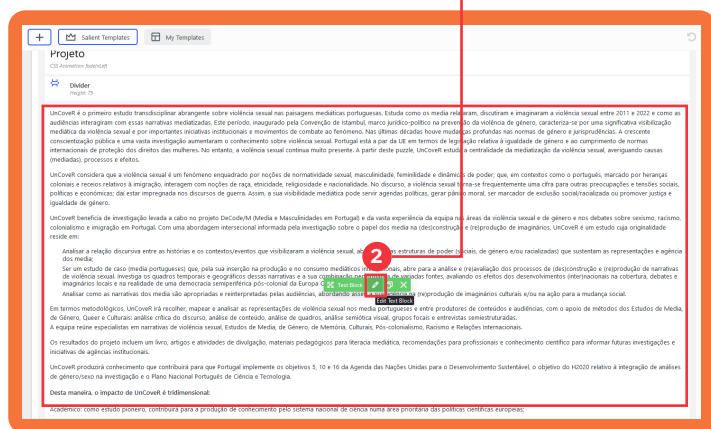 + Salient Templates My Templates
Projeto
CSS Animation: fadeInLeft
Divider
Height: 75
UnCoveR é o primeiro estudo transdisciplinar abrangente sobre violência sexual nas paisagens mediáticas portuguesas. Estuda como os media relataram, discutiram e imaginaram a violência sexual entre 2011 e 2022 e como as
audiências interagiram com essas narrativas mediatizadas. Este período, inaugurado pela Convenção de Istambul, marco jurídico-político na prevenção da violência de género, caracteriza-se por uma significativa visibilização
mediática da violência sexual e por importantes iniciativas institucionais e movimentos de combate ao fenómeno. Nas últimas décadas houve mudanças profundas nas normas de género e jurisprudências. A crescente
conscientização pública e uma vasta investigação aumentaram o conhecimento sobre violência sexual. Portugal está a par da UE em termos de legislação relativa à igualdade de género e ao cumprimento de normas
internacionais de proteção dos direitos das mulheres. No entanto, a violência sexual continua muito presente. A partir deste puzzle, UnCoveR estuda a centralidade da mediatização da violência sexual, averiguando causas
(mediadas), processos e efeitos.
UnCoveR considera que a violência sexual é um fenómeno enquadrado por noções de normatividade sexual, masculinidade, feminilidade e dinâmicas de poder; que, em contextos como o português, marcado por heranças
coloniais e receios relativos à imigração, interagem com noções de raça, etnicidade, religiosidade e nacionalidade. No discurso, a violência sexual torna-se frequentemente uma cifra para outras preocupações e tensões sociais,
políticas e económicas; daí estar impregnada nos discursos de guerra. Assim, a sua visibilidade mediática pode servir agendas políticas, gerar pânico moral, ser marcador de exclusão social/racializada ou promover justiça e
igualdade de género.
UnCoveR beneficia de investigação levada a cabo no projeto DeCode/M (Media e Masculinidades em Portugal) e da vasta experiência da equipa nas áreas da violência sexual e de género e nos debates sobre sexismo, racismo,
colonialismo e imigração em Portugal. Com uma abordagem intersecional informada pela investigação sobre o papel dos media na (des)construção e (re)produção de imaginários, UnCoveR é um estudo cuja originalidade
reside em:
Analisar a relação discursiva entre as histórias e os contextos/eventos que visibilizaram a violência sexual, as estruturas de poder (sociais, de género e/ou racializadas) que sustentam as representações e agência
dos media;
2
Ser um estudo de caso (media portugueses) que, pela sua inserção na produção e no consumo mediáticos internacionais, abre para a análise e (re)avaliação dos processos de (des)construção e (re)produção de narrativas
de violência sexual. Investiga os quadros temporais e geográficos dessas narrativas e a sua combinação de variadas fontes, avaliando os efeitos dos desenvolvimentos (inter)nacionais na cobertura, debates e
imaginários locais e na realidade de uma democracia semiperiférica pós-colonial da Europa
Text Block
Analisar como as narrativas dos media são apropriadas e reinterpretadas pelas audiências, abordando na (re)produção de imaginários culturais e/ou na ação para a mudança social.
Edit Text Block
Em termos metodológicos, UnCoveR irá recolher, mapear e analisar as representações de violência sexual nos media portugueses e entre produtores de conteúdos e audiências, com o apoio de métodos dos Estudos de Media,
de Género, Queer e Culturais: análise crítica do discurso, análise de conteúdo, análise de quadros, análise semiótica visual, grupos focais e entrevistas semiestruturadas.
A equipa reúne especialistas em narrativas de violência sexual, Estudos de Media, de Género, de Memória, Culturais, Pós-colonialismo, Racismo e Relações Internacionais.
Os resultados do projeto incluem um livro, artigos e atividades de divulgação, materiais pedagógicos para literacia mediática, recomendações para profissionais e conhecimento científico para informar futuras investigações e
iniciativas de agências institucionais.
UnCoveR produzirá conhecimento que contribuirá para que Portugal implemente os objetivos 5, 10 e 16 da Agenda das Nações Unidas para o Desenvolvimento Sustentável, o objetivo do H2020 relativo à integração de análises
de género/sexo na investigação e o Plano Nacional Português de Ciência e Tecnologia.
Desta maneira, o impacto de UnCoveR é tridimensional:
Académico: como estudo pioneiro, contribuirá para a produção de conhecimento pelo sistema nacional de ciência numa área prioritária das políticas científicas europeias;